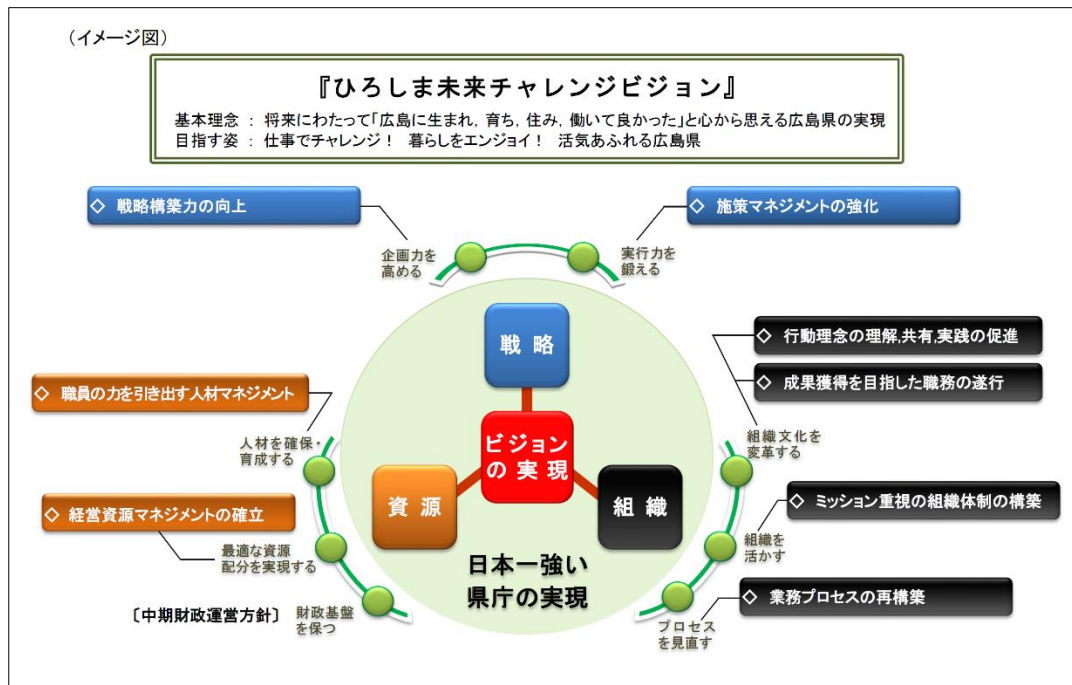 （イメージ図）
『ひろしま未来チャレンジビジョン』
基本理念 ： 将来にわたって「広島に生まれ，育ち，住み，働いて良かった」と心から思える広島県の実現
目指す姿 ： 仕事でチャレンジ！ 暮らしをエンジョイ！ 活気あふれる広島県
◇ 戦略構築力の向上
◇ 施策マネジメントの強化
企画力を
高める
実行力を
鍛える
戦 略
◇ 行動理念の理解,共有,実践の促進
◇ 成果獲得を目指した職務の遂行
◇ 職員の力を引き出す人材マネジメント
人材を確保・
育成する
組織文化を
変革する
ビジョン
の 実 現
資 源
組 織
◇ 経営資源マネジメントの確立
◇ ミッション重視の組織体制の構築
最適な資源
配分を実現する
組織を
活かす
日本一強い
県庁の実現
◇ 業務プロセスの再構築
〔中期財政運営方針〕
財政基盤
を保つ
プロセス
を見直す